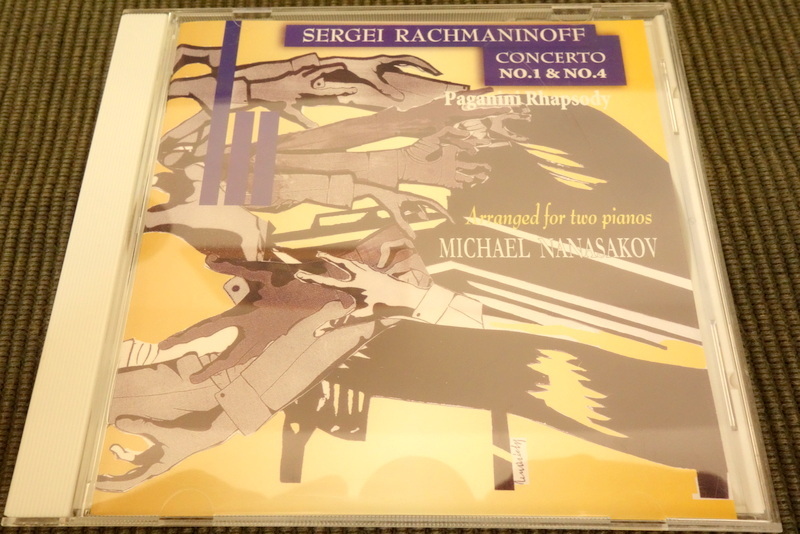 SERGEI RACHMANINOFF
CONCERTO
NO.1 & NO.4
Paganini Rhapsody
Arranged for two pianos
MICHAEL NANASAKOV